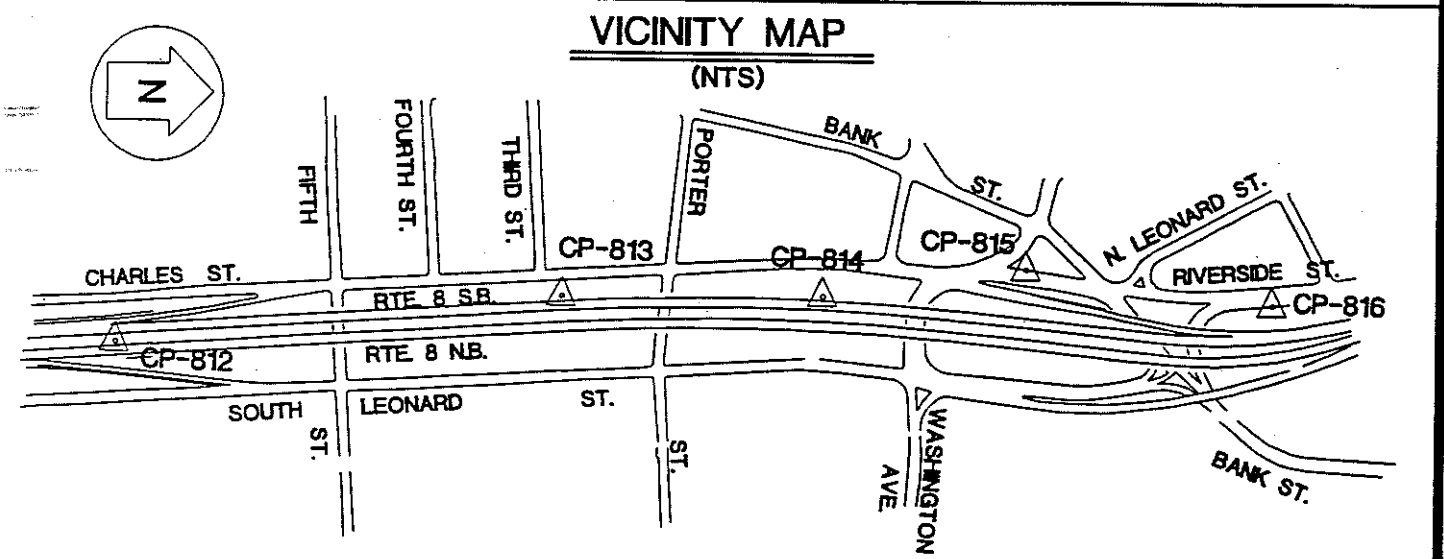 VICINITY MAP
(NTS)
N
FIFTH
ST.
FOURTH ST.
THIRD ST.
PORTER
ST.
BANK
ST.
N. LEONARD ST.
CP-813
CP-814
CP-815
CHARLES ST.
RTE. 8 S.B.
RIVERSIDE ST.
CP-816
CP-812
RTE. 8 N.B.
SOUTH LEONARD ST.
WASHINGTON
AVE
BANK ST.